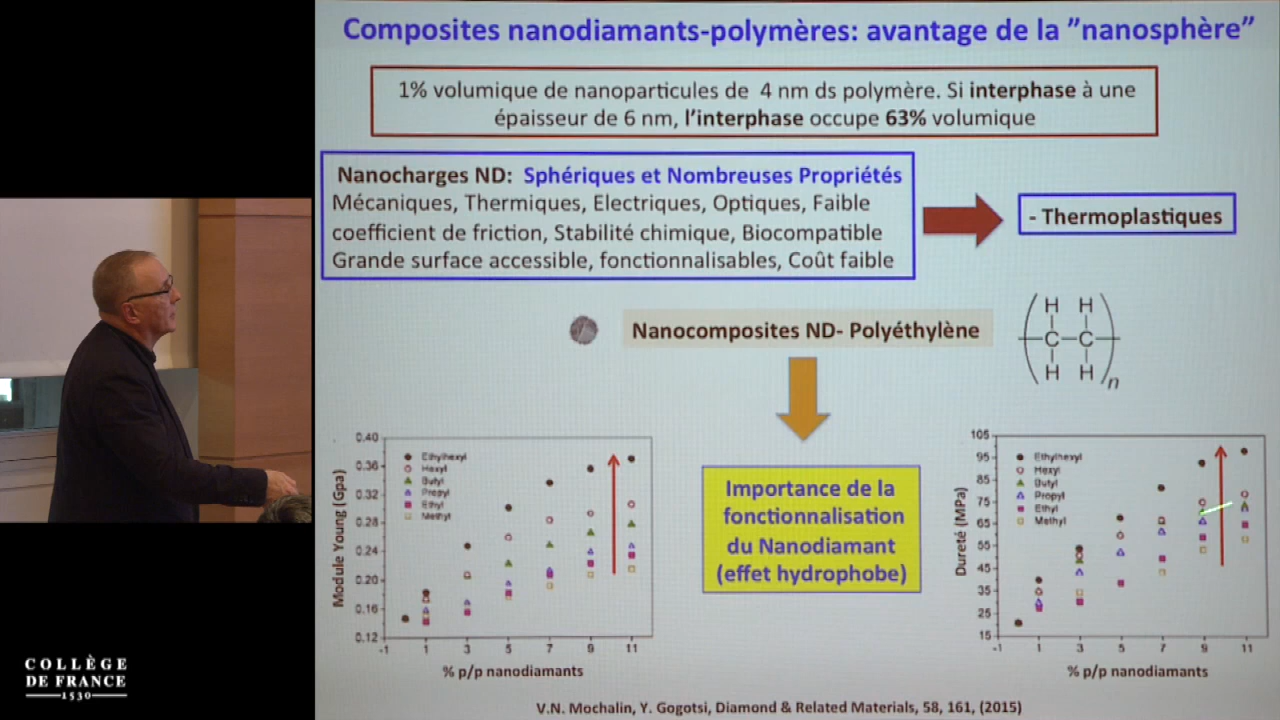 Composites nanodiamants-polymères: avantage de la ”nanosphère”
1% volumique de nanoparticules de 4 nm ds polymère. Si interphase à une
épaisseur de 6 nm, l’interphase occupe 63% volumique
Nanocharges ND: Sphériques et Nombreuses Propriétés
Mécaniques, Thermiques, Electriques, Optiques, Faible
coefficient de friction, Stabilité chimique, Biocompatible
Grande surface accessible, fonctionnalisables, Coût faible
- Thermoplastiques
Nanocomposites ND- Polyéthylène
H H
C C
H H
n
Importance de la
fonctionnalisation
du Nanodiamant
(effet hydrophobe)
Module Young (Gpa)
0.40
0.36
0.32
0.28
0.24
0.20
0.16
0.12
Ethylhexyl
Hexyl
Butyl
Propyl
Ethyl
Methyl
-1 1 3 5 7 9 11
% p/p nanodiamants
Dureté (MPa)
105
95
85
75
65
55
45
35
25
15
Ethylhexyl
Hexyl
Butyl
Propyl
Ethyl
Methyl
-1 1 3 5 7 9 11
% p/p nanodiamants
V.N. Mochalin, Y. Gogotsi, Diamond & Related Materials, 58, 161, (2015)
COLLÈGE
DE FRANCE
1530